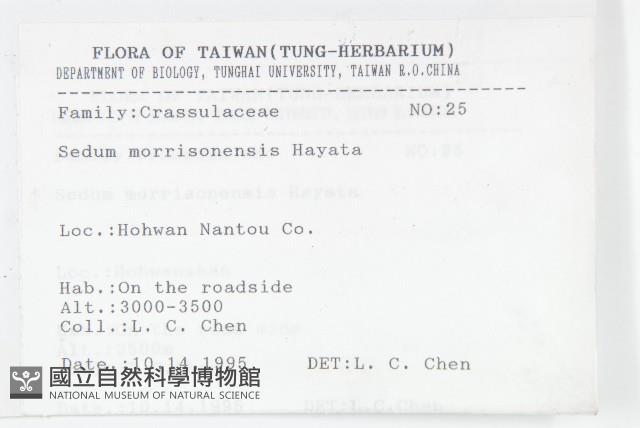 FLORA OF TAIWAN(TUNG-HERBARIUM)
DEPARTMENT OF BIOLOGY, TUNGHAI UNIVERSITY, TAIWAN R.O.CHINA
Family:Crassulaceae NO:25
Sedum morrisonensis Hayata
Loc.:Hohwan Nantou Co.
Hab.:On the roadside
Alt.:3000-3500
Coll.:L. C. Chen
Date.:10.14.1995 DET:L. C. Chen
國立自然科學博物館
NATIONAL MUSEUM OF NATURAL SCIENCE